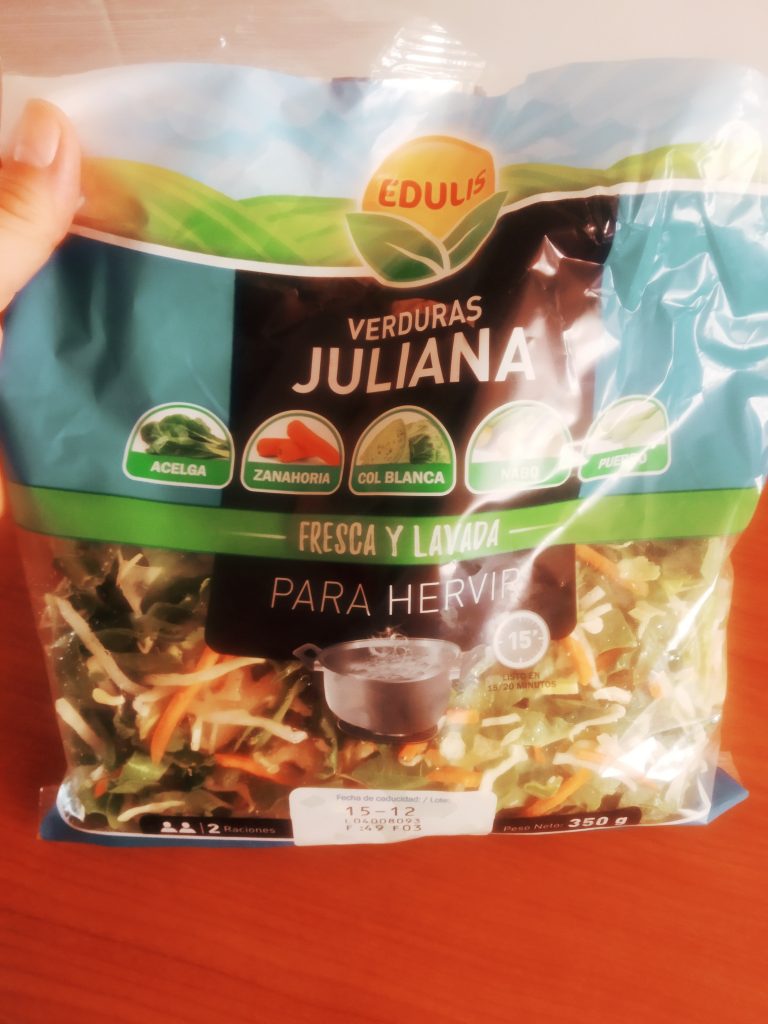 EDULIS
VERDURAS
JULIANA
ACELGA
ZANAHORIA
COL BLANCA
NABO
PUERRO
FRESCA Y LAVADA
PARA HERVIR
15'
LISTO EN
15/20 MINUTOS
Fecha de caducidad: / Lote:
15-12
L04008093
F :49 F03
2 Raciones
Peso Neto: 350 g